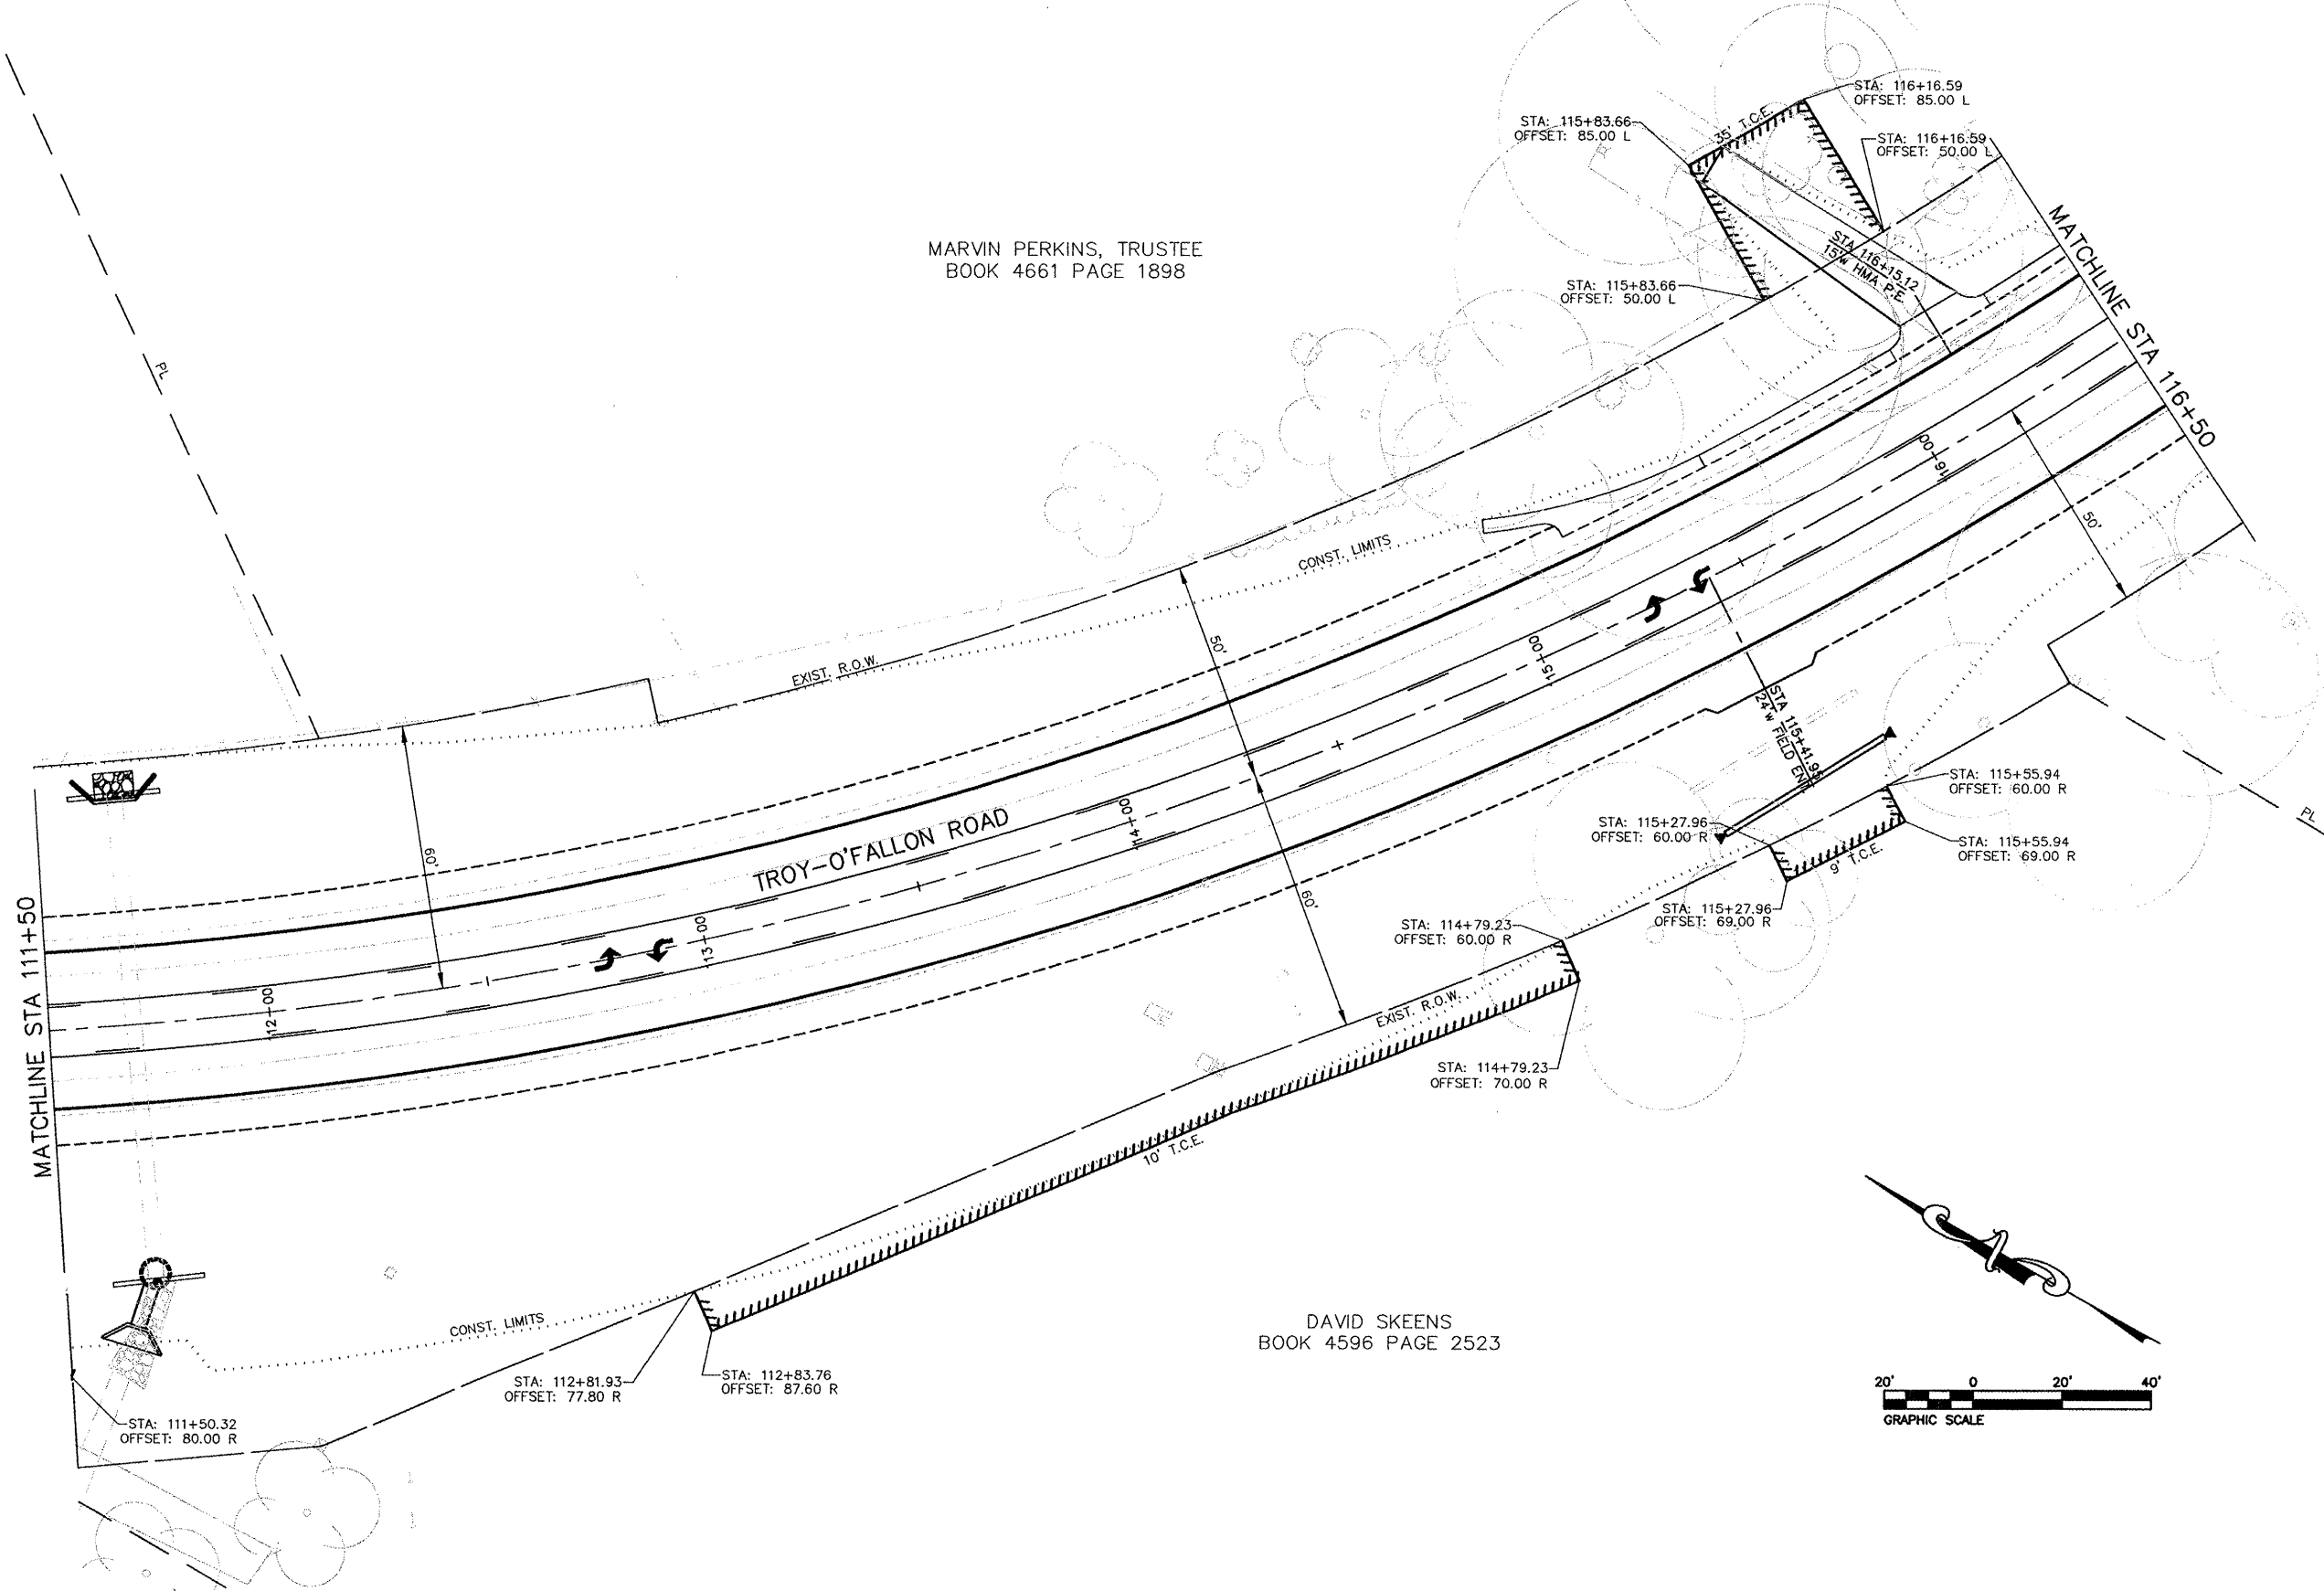 STA: 116+16.59
OFFSET: 85.00 L
STA: 115+83.66
OFFSET: 85.00 L
35' T.C.E.
STA: 116+16.59
OFFSET: 50.00 L
MARVIN PERKINS, TRUSTEE
BOOK 4661 PAGE 1898
STA 116+15.12
15'W HMA P.E
STA: 115+83.66
OFFSET: 50.00 L
MATCHLINE STA 116+50
PL
16+00
50'
CONST. LIMITS
EXIST. R.O.W.
50'
15+00
STA 115+41.95
24'W FIELD ENT
60'
TROY-O'FALLON ROAD
14+00
STA: 115+55.94
OFFSET: 60.00 R
PL
STA: 115+27.96
OFFSET: 60.00 R
STA: 115+55.94
OFFSET: 69.00 R
9' T.C.E.
60'
STA: 115+27.96
OFFSET: 69.00 R
13+00
STA: 114+79.23
OFFSET: 60.00 R
12+00
MATCHLINE STA 111+50
EXIST. R.O.W.
STA: 114+79.23
OFFSET: 70.00 R
10' T.C.E.
CONST. LIMITS
DAVID SKEENS
BOOK 4596 PAGE 2523
STA: 112+81.93
OFFSET: 77.80 R
STA: 112+83.76
OFFSET: 87.60 R
STA: 111+50.32
OFFSET: 80.00 R
20' 0 20' 40'
GRAPHIC SCALE